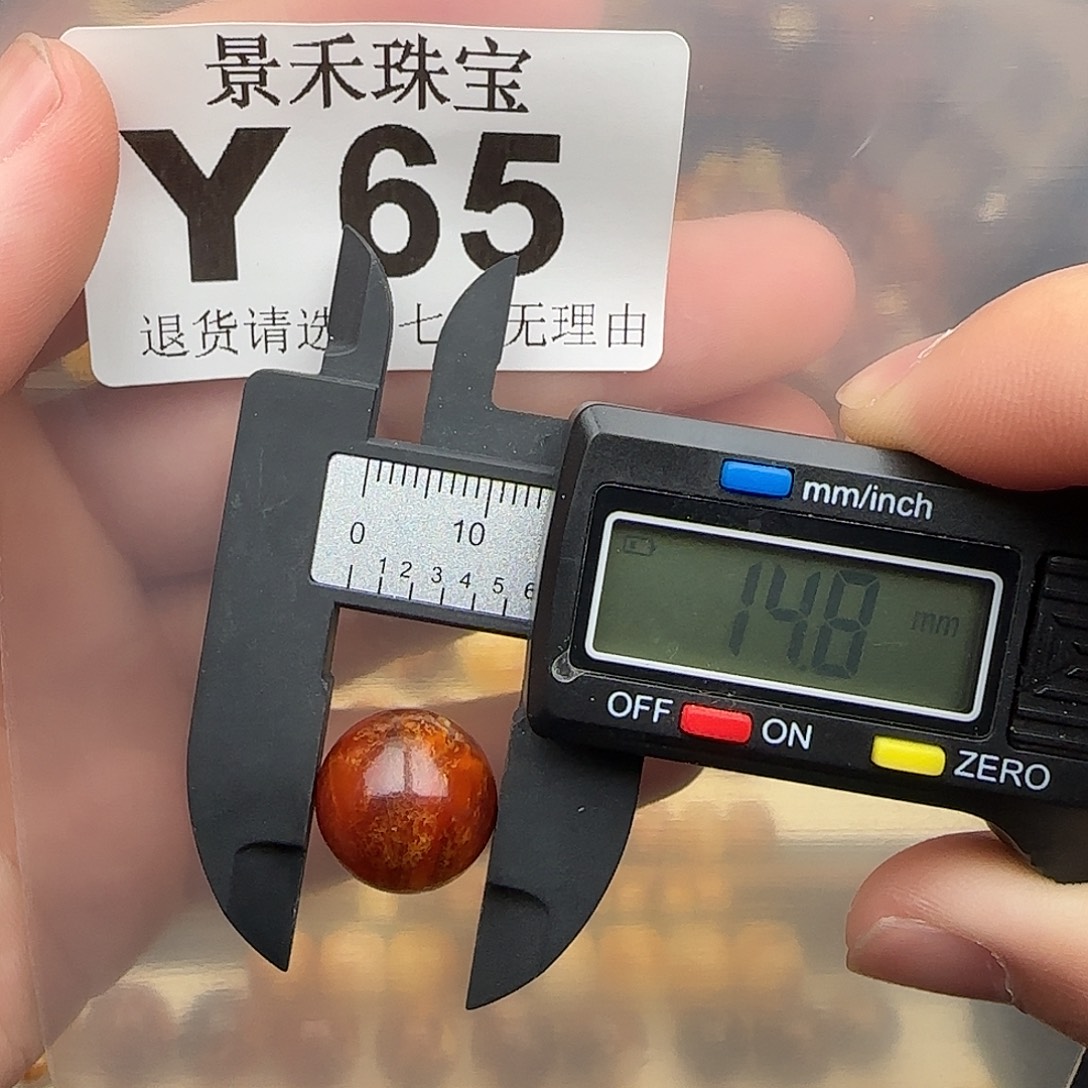 景禾珠宝
Y 65
退货请选 七 无理由
mm/inch
0 10
1 2 3 4 5 6
14.8 mm
OFF ON
ZERO